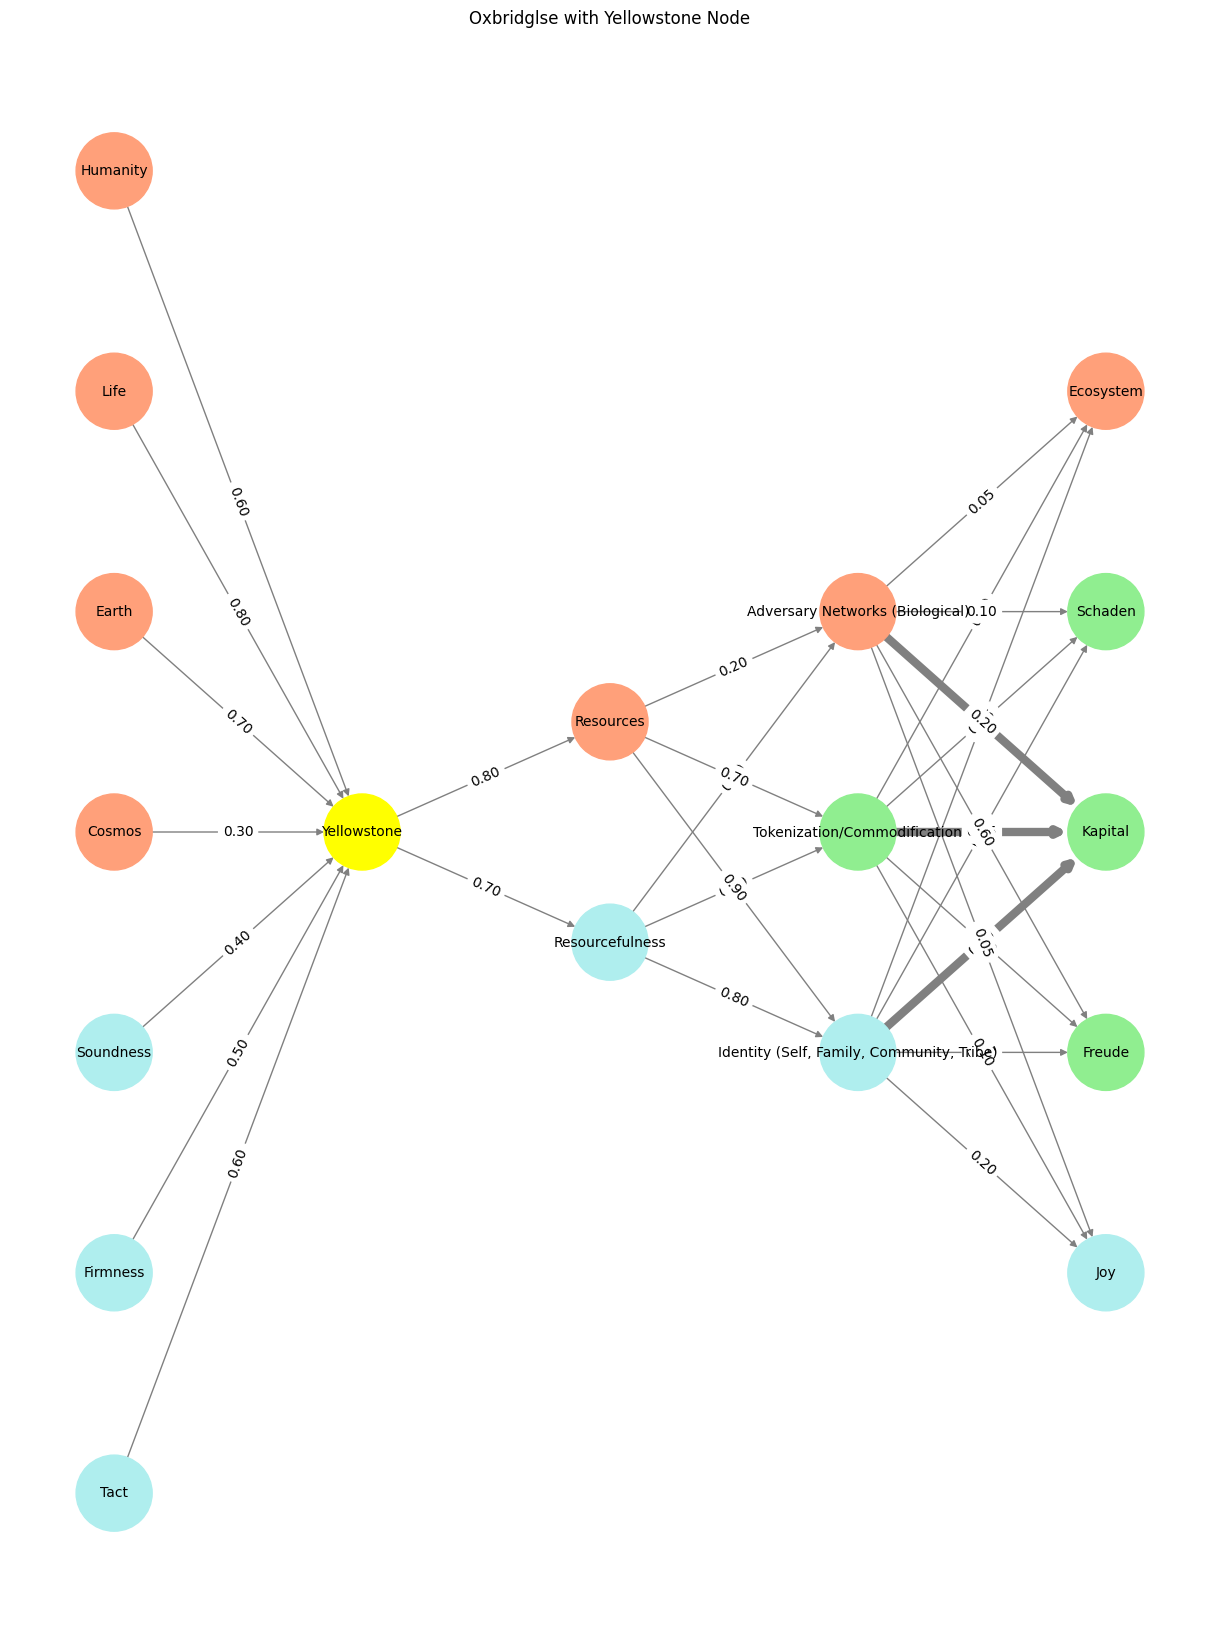 Oxbridglse with Yellowstone Node
Humanity
Life
Ecosystem
0.60
0.05
0.80
Earth
Adversary Networks (Biological)
0.10
Schaden
0.20
0.70
Resources
0.20
0.80
0.70
Cosmos
0.30
Yellowstone
Tokenization/Commodification
0.60
Kapital
0.70
0.90
0.40
Resourcefulness
0.05
0.80
Soundness
0.50
Identity (Self, Family, Community, Tribe)
Freude
0.60
0.20
Firmness
Joy
Tact